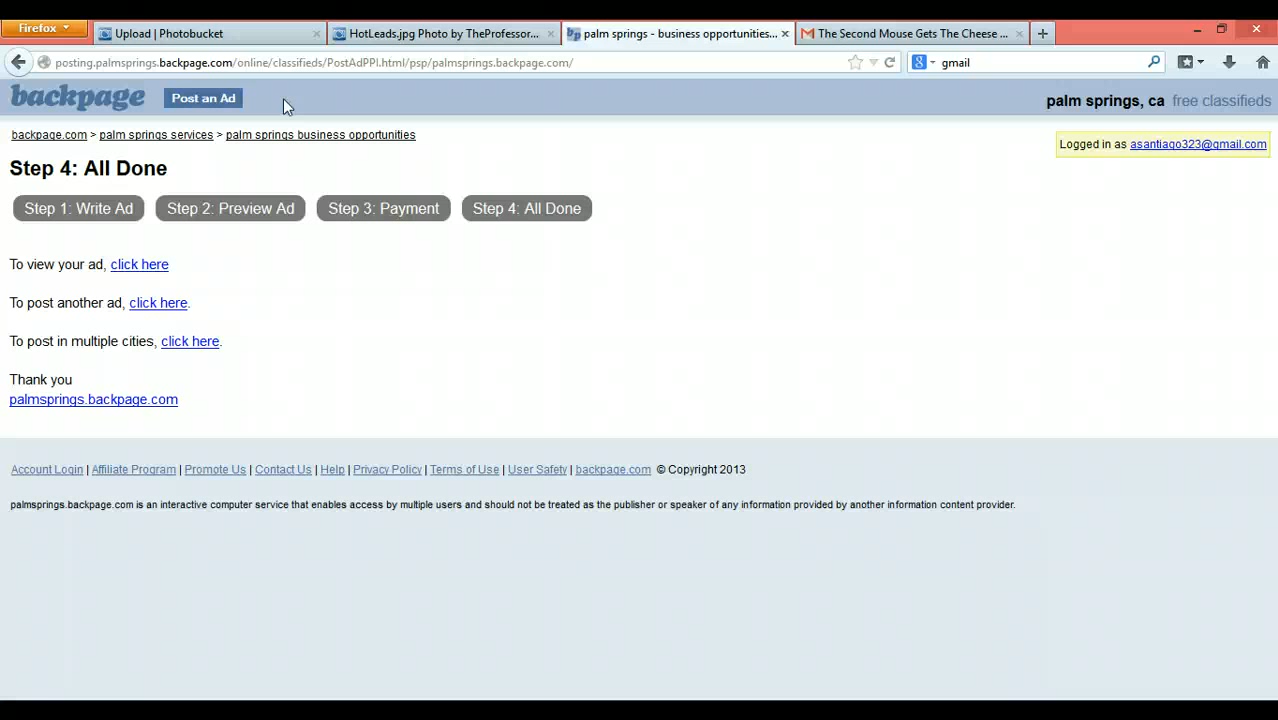 Firefox
Upload | Photobucket
HotLeads.jpg Photo by TheProfessor...
palm springs - business opportunities...
The Second Mouse Gets The Cheese ...
posting.palmsprings.backpage.com/online/classifieds/PostAdPPI.html/psp/palmsprings.backpage.com/
gmail
backpage
Post an Ad
palm springs, ca free classifieds
backpage.com > palm springs services > palm springs business opportunities
Logged in as asantiago323@gmail.com
Step 4: All Done
Step 1: Write Ad
Step 2: Preview Ad
Step 3: Payment
Step 4: All Done
To view your ad, click here
To post another ad, click here.
To post in multiple cities, click here.
Thank you
palmsprings.backpage.com
Account Login | Affiliate Program | Promote Us | Contact Us | Help | Privacy Policy | Terms of Use | User Safety | backpage.com © Copyright 2013
palmsprings.backpage.com is an interactive computer service that enables access by multiple users and should not be treated as the publisher or speaker of any information provided by another information content provider.